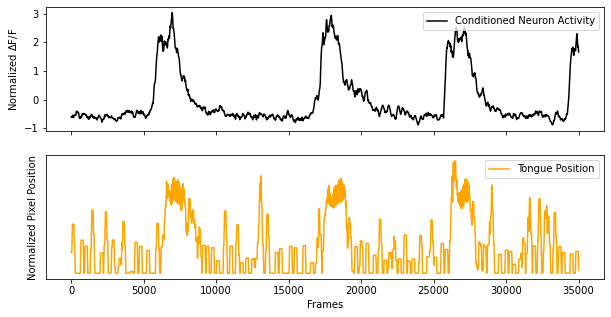 Normalized ΔF/F
3
2
1
0
−1
Conditioned Neuron Activity
Normalized Pixel Position
Tongue Position
0 5000 10000 15000 20000 25000 30000 35000
Frames